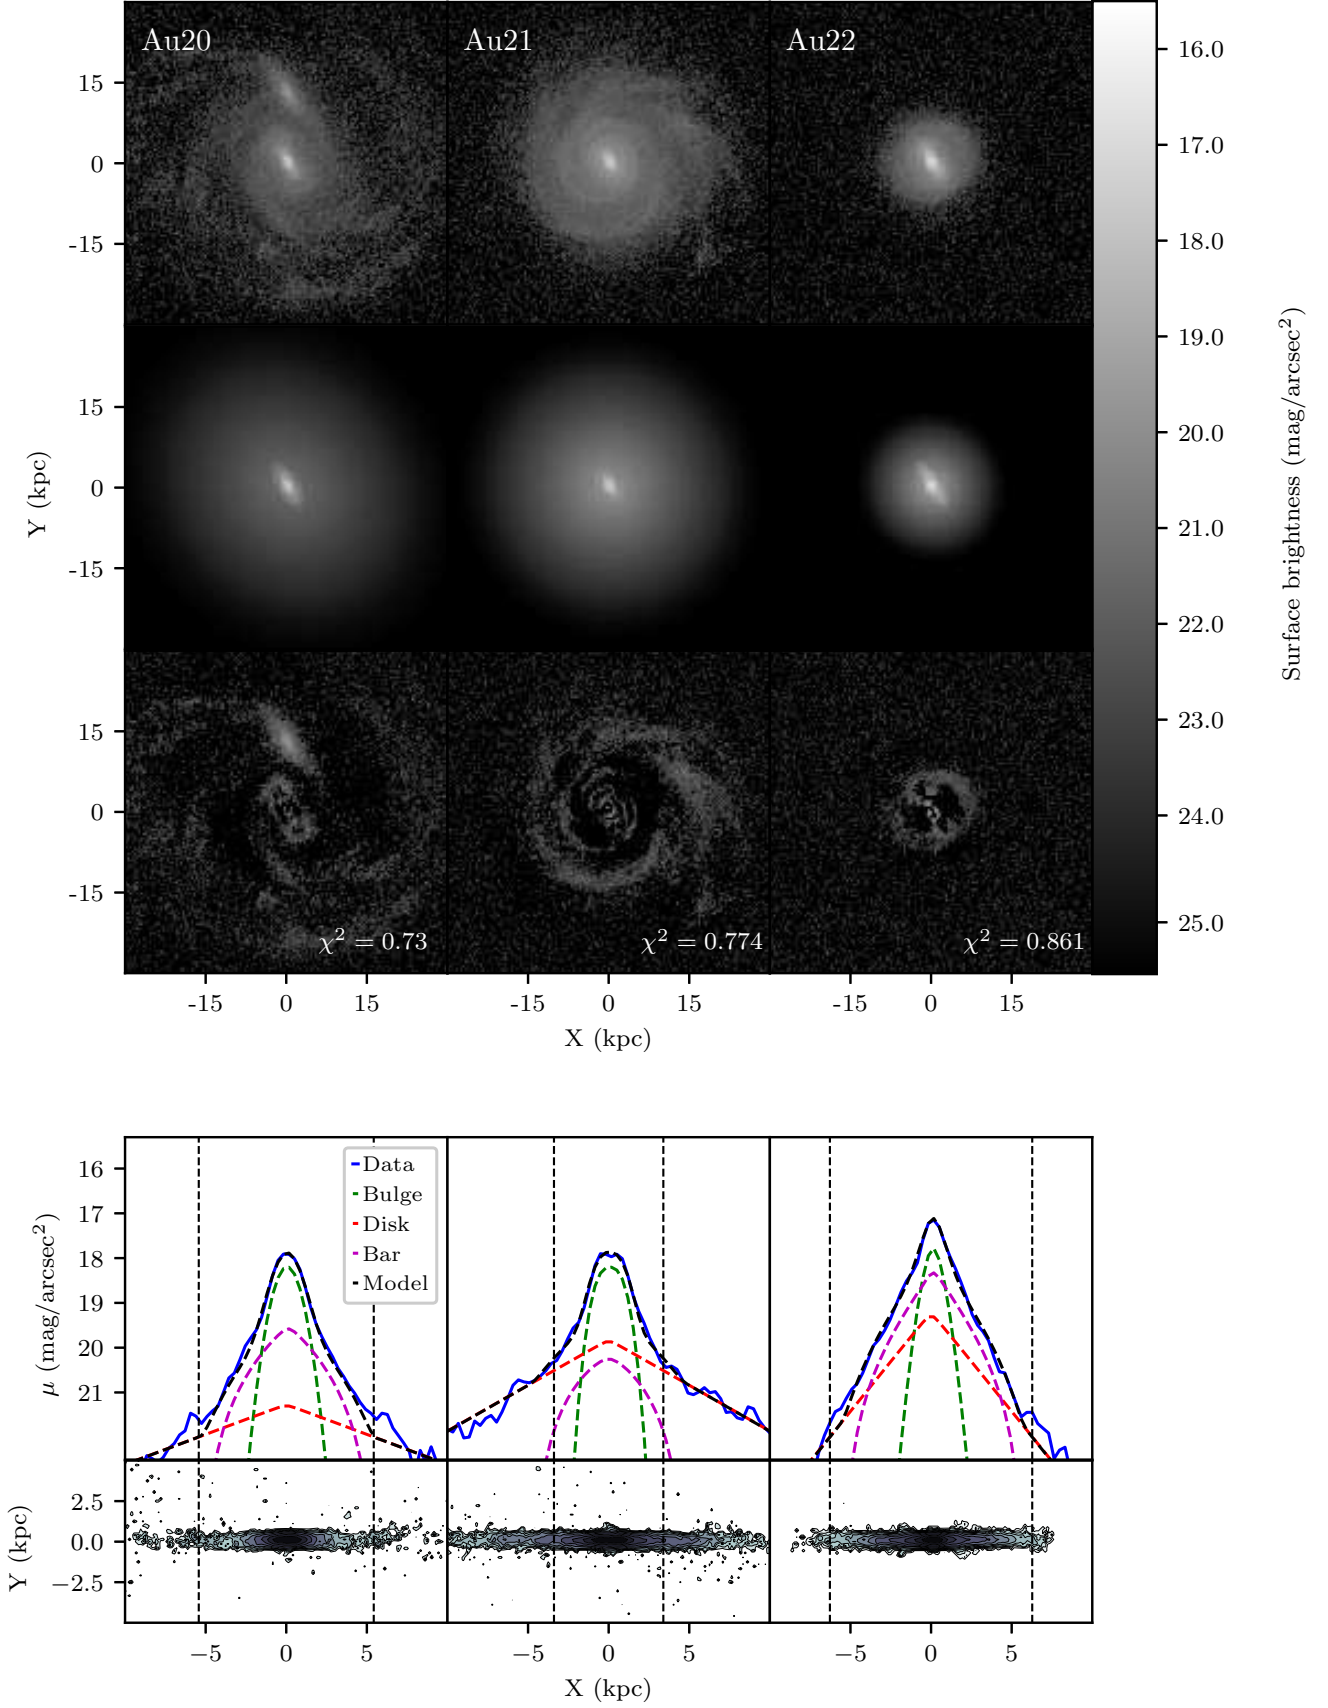 Au20 Au21 Au22
15
0
-15
15
0
-15
15
0
-15
Y (kpc)
χ² = 0.73 χ² = 0.774 χ² = 0.861
-15 0 15 -15 0 15 -15 0 15
X (kpc)
16.0
17.0
18.0
19.0
20.0
21.0
22.0
23.0
24.0
25.0
Surface brightness (mag/arcsec²)
16
17
18
19
20
21
μ (mag/arcsec²)
Data
Bulge
Disk
Bar
Model
2.5
0.0
−2.5
Y (kpc)
−5 0 5 −5 0 5 −5 0 5
X (kpc)